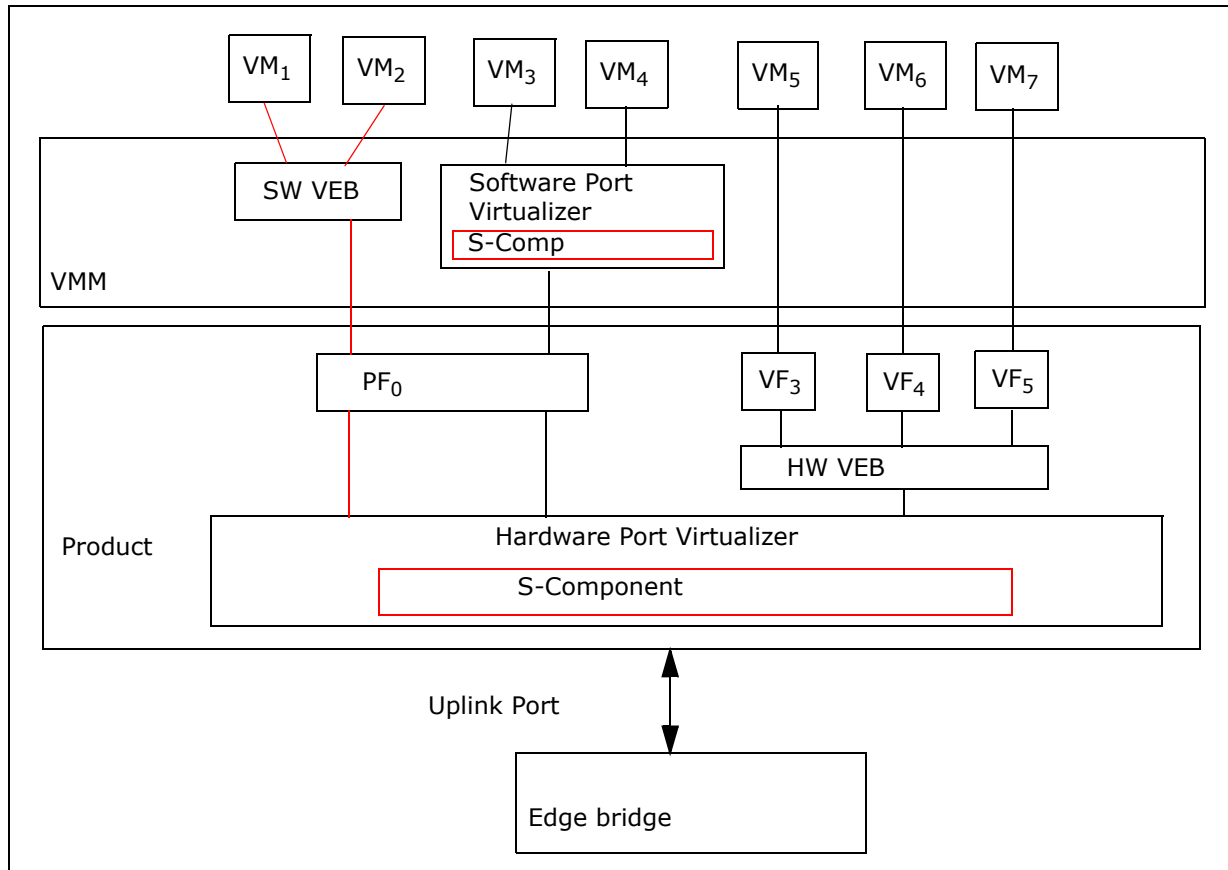 VM1
VM2
VM3
VM4
VM5
VM6
VM7
SW VEB
Software Port
Virtualizer
S-Comp
VMM
PF0
VF3
VF4
VF5
HW VEB
Product
Hardware Port Virtualizer
S-Component
Uplink Port
Edge bridge